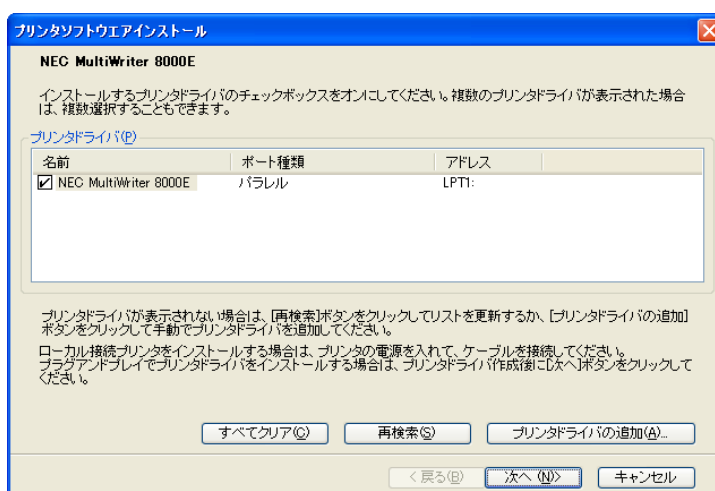 プリンタソフトウエアインストール
NEC MultiWriter 8000E
インストールするプリンタドライバのチェックボックスをオンにしてください。複数のプリンタドライバが表示された場合
は、複数選択することもできます。
プリンタドライバ(P)
名前 ポート種類 アドレス
NEC MultiWriter 8000E パラレル LPT1:
プリンタドライバが表示されない場合は、[再検索]ボタンをクリックしてリストを更新するか、[プリンタドライバの追加]
ボタンをクリックして手動でプリンタドライバを追加してください。
ローカル接続プリンタをインストールする場合は、プリンタの電源を入れて、ケーブルを接続してください。
プラグアンドプレイでプリンタドライバをインストールする場合は、プリンタドライバ作成後に[次へ]ボタンをクリックして
ください。
すべてクリア(C) 再検索(S) プリンタドライバの追加(A)...
< 戻る(B) 次へ (N)> キャンセル